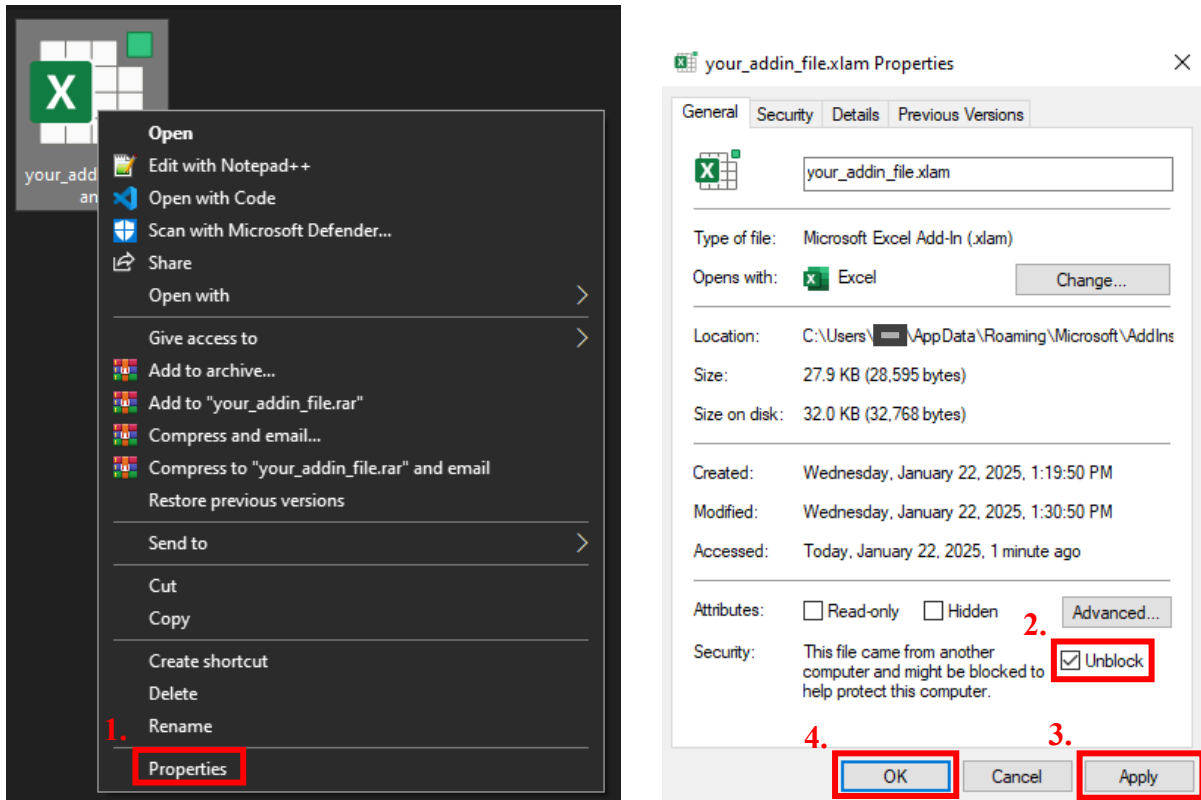 X
your_add
an
Open
Edit with Notepad++
Open with Code
Scan with Microsoft Defender...
Share
Open with
Give access to
Add to archive...
Add to "your_addin_file.rar"
Compress and email...
Compress to "your_addin_file.rar" and email
Restore previous versions
Send to
Cut
Copy
Create shortcut
Delete
Rename
1.
Properties
your_addin_file.xlam Properties
General Security Details Previous Versions
X your_addin_file.xlam
Type of file: Microsoft Excel Add-In (.xlam)
Opens with: Excel Change...
Location: C:\Users\ \AppData\Roaming\Microsoft\AddIns
Size: 27.9 KB (28,595 bytes)
Size on disk: 32.0 KB (32,768 bytes)
Created: Wednesday, January 22, 2025, 1:19:50 PM
Modified: Wednesday, January 22, 2025, 1:30:50 PM
Accessed: Today, January 22, 2025, 1 minute ago
Attributes: Read-only Hidden Advanced...
2.
Security: This file came from another
computer and might be blocked to
help protect this computer.
Unblock
4. 3.
OK Cancel Apply